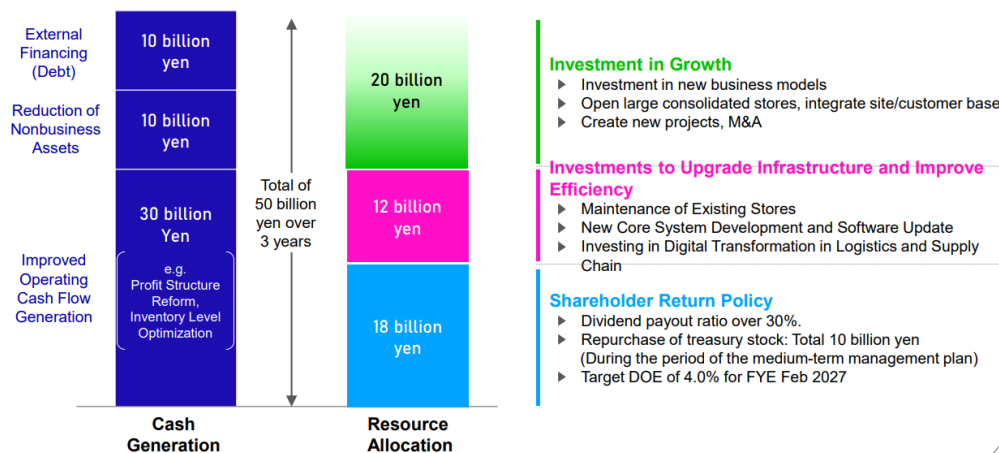 External
Financing
(Debt)
Reduction of
Nonbusiness
Assets
Improved
Operating
Cash Flow
Generation
10 billion
yen
10 billion
yen
30 billion
Yen
e.g.
Profit Structure
Reform,
Inventory Level
Optimization
Total of
50 billion
yen over
3 years
20 billion
yen
12 billion
yen
18 billion
yen
Cash
Generation
Resource
Allocation
Investment in Growth
Investment in new business models
Open large consolidated stores, integrate site/customer base
Create new projects, M&A
Investments to Upgrade Infrastructure and Improve
Efficiency
Maintenance of Existing Stores
New Core System Development and Software Update
Investing in Digital Transformation in Logistics and Supply
Chain
Shareholder Return Policy
Dividend payout ratio over 30%.
Repurchase of treasury stock: Total 10 billion yen
(During the period of the medium-term management plan)
Target DOE of 4.0% for FYE Feb 2027